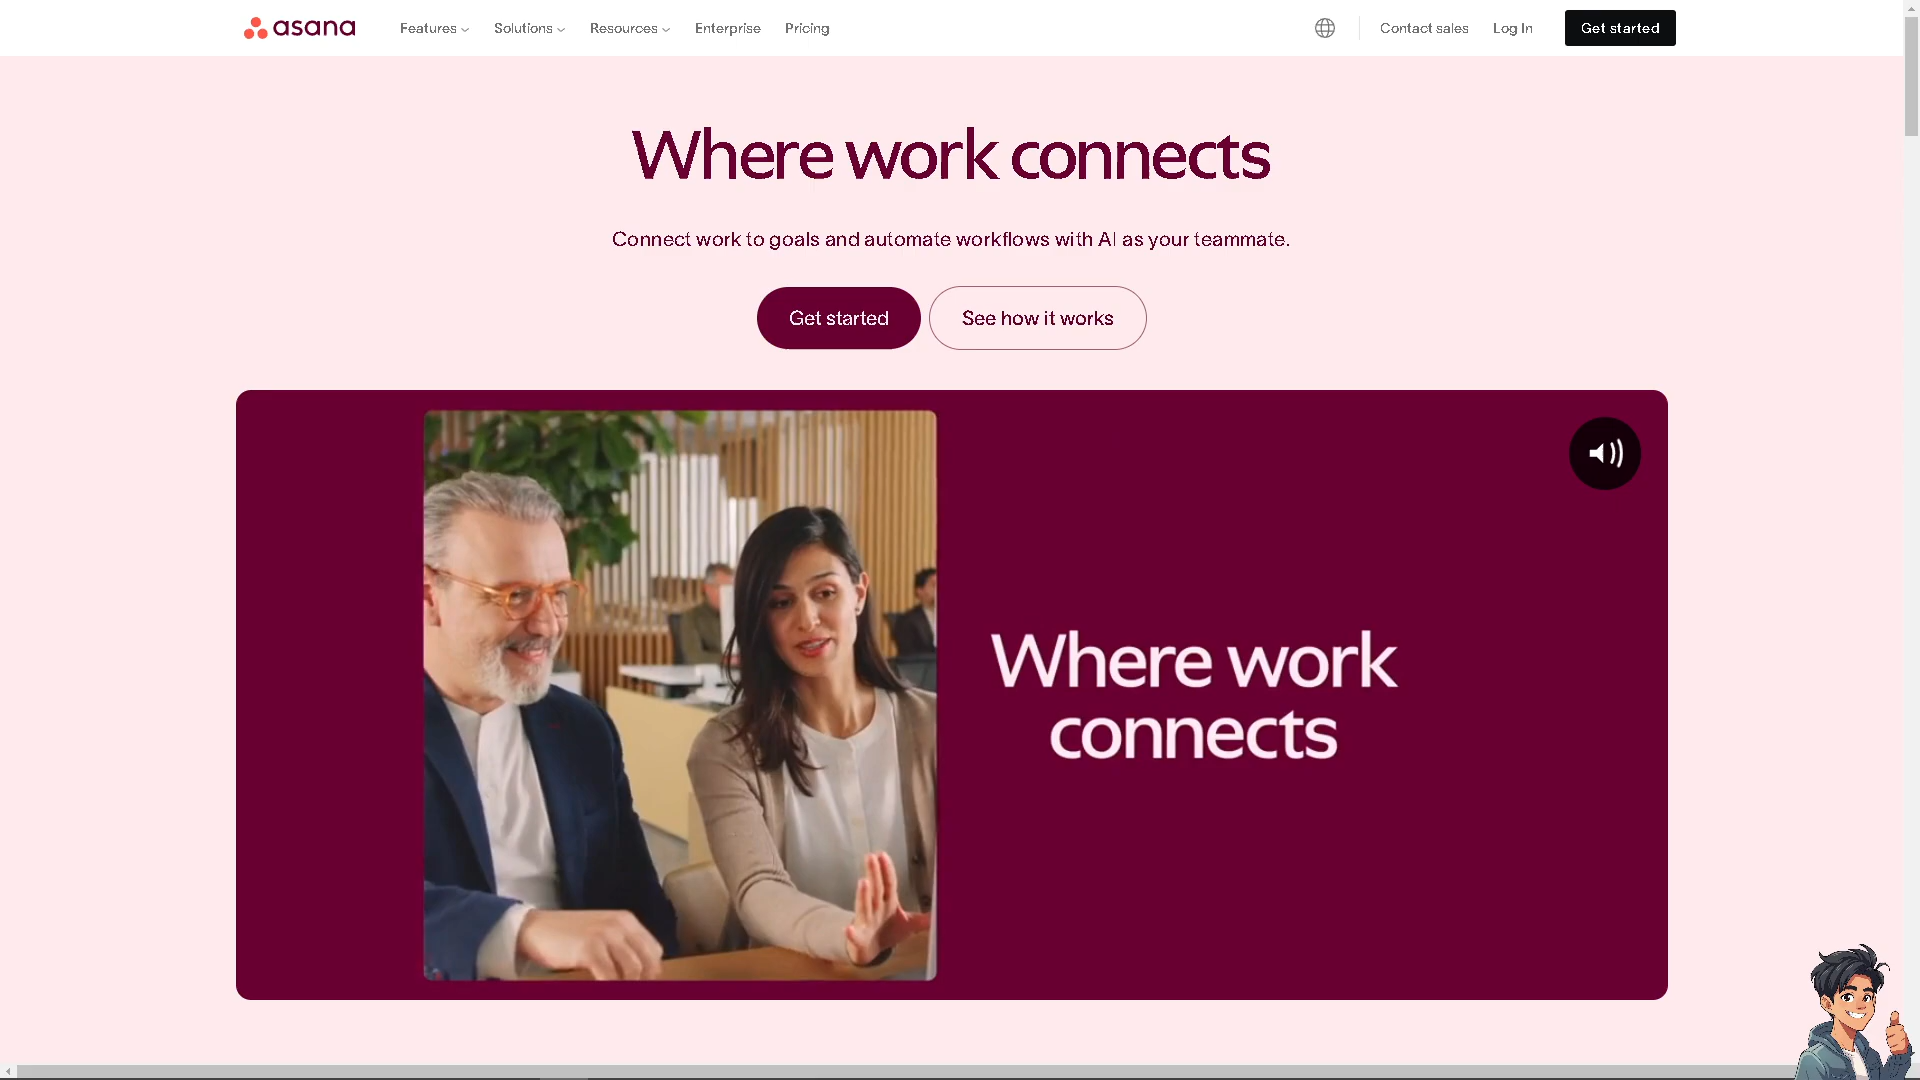 asana Features Solutions Resources Enterprise Pricing Contact sales Log In Get started
Where work connects
Connect work to goals and automate workflows with AI as your teammate.
Get started See how it works
Where work
connects